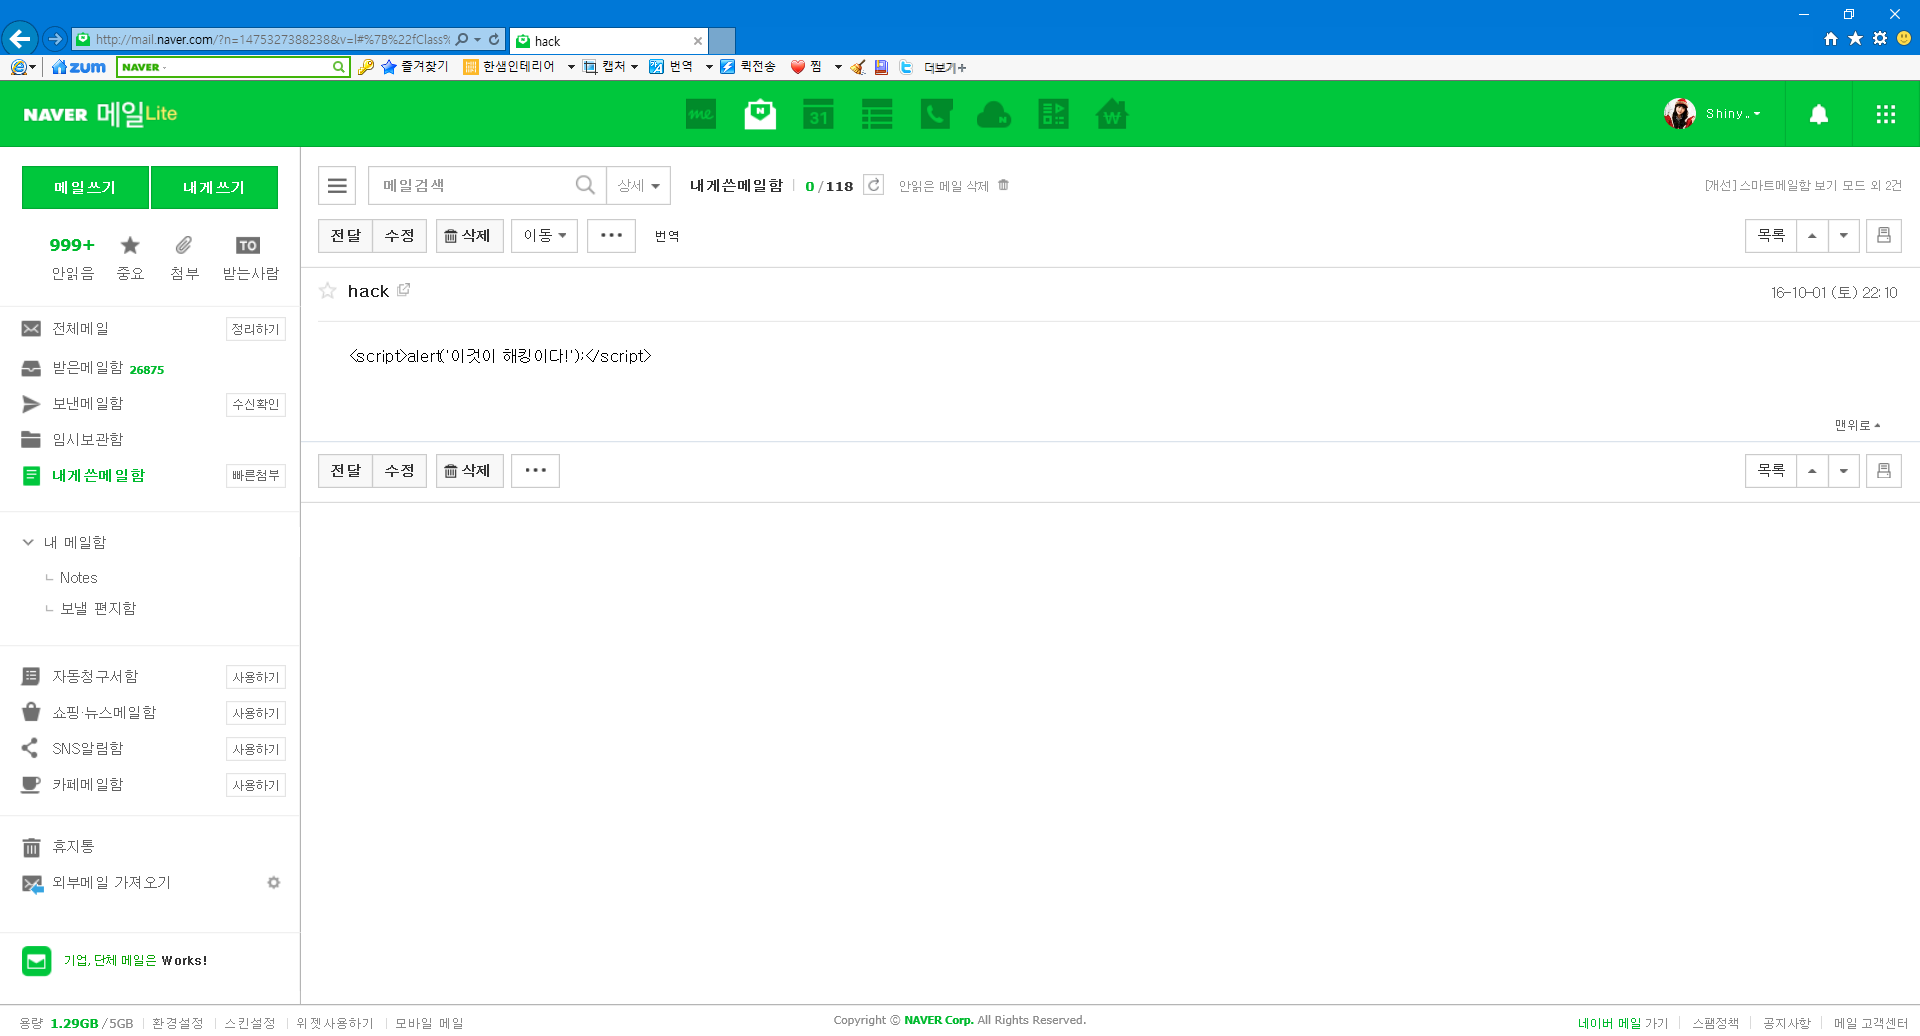 http://mail.naver.com/?n=1475327388238&v=l#%7B%22fClass%
hack
zum
NAVER
즐겨찾기
한샘인테리어
캡처
번역
퀵전송
찜
더보기+
NAVER 메일Lite
me
31
Shiny..
메일쓰기
내게쓰기
메일검색
상세
내게쓴메일함
0/118
안읽은 메일 삭제
[개선] 스마트메일함 보기 모드 외 2건
999+
TO
안읽음
중요
첨부
받는사람
전달
수정
삭제
이동
번역
목록
hack
16-10-01 (토) 22:10
<script>alert('이것이 해킹이다!');</script>
맨위로
전달
수정
삭제
목록
전체메일
정리하기
받은메일함 26875
보낸메일함
수신확인
임시보관함
내게쓴메일함
빠른첨부
내 메일함
Notes
보낼 편지함
자동청구서함
사용하기
쇼핑·뉴스메일함
사용하기
SNS알림함
사용하기
카페메일함
사용하기
휴지통
외부메일 가져오기
기업, 단체 메일은 Works!
용량 1.29GB/5GB
환경설정
스킨설정
위젯사용하기
모바일 메일
Copyright © NAVER Corp. All Rights Reserved.
네이버 메일 가기
스팸정책
공지사항
메일 고객센터